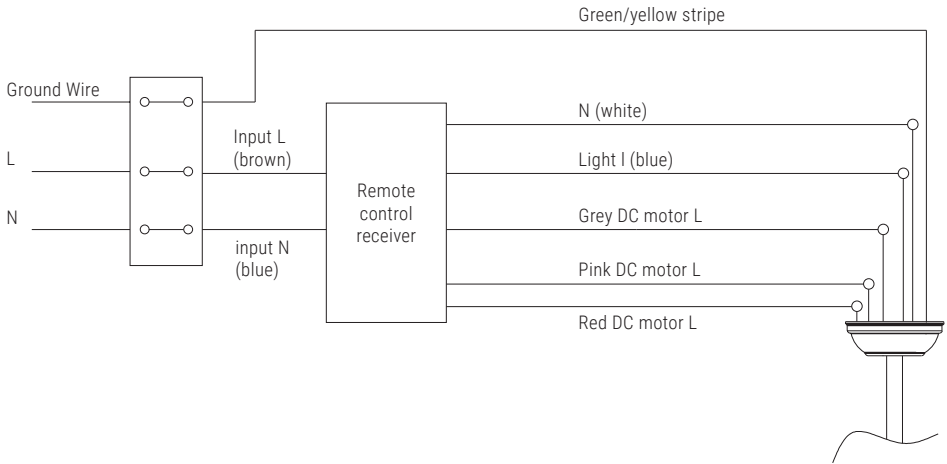 Green/yellow stripe
Ground Wire
L
N
Input L
(brown)
input N
(blue)
Remote
control
receiver
N (white)
Light l (blue)
Grey DC motor L
Pink DC motor L
Red DC motor L